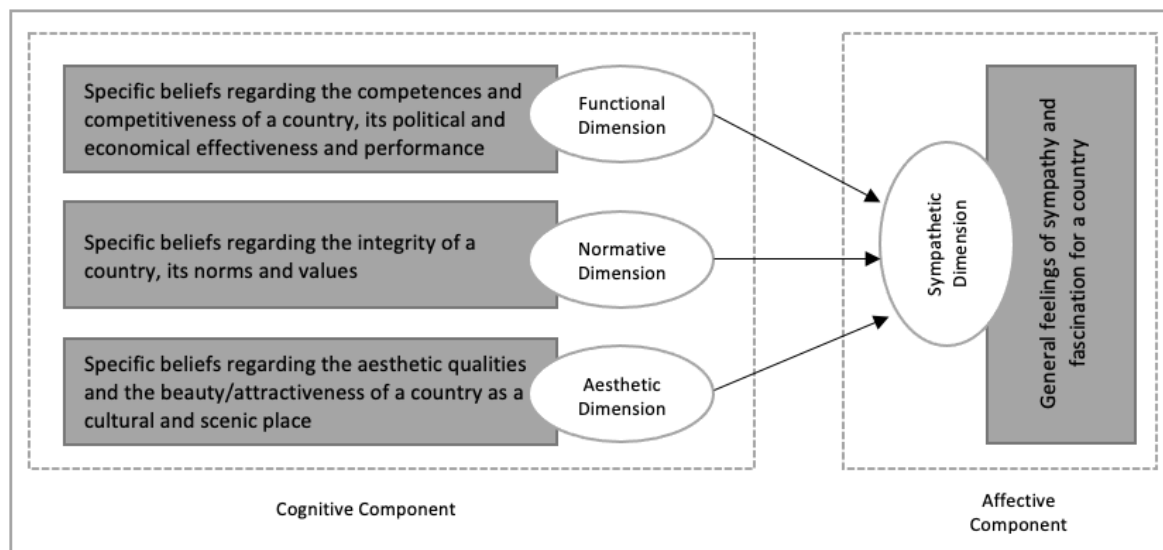 Specific beliefs regarding the competences and
competitiveness of a country, its political and
economical effectiveness and performance
Functional
Dimension
Specific beliefs regarding the integrity of a
country, its norms and values
Normative
Dimension
Specific beliefs regarding the aesthetic qualities
and the beauty/attractiveness of a country as a
cultural and scenic place
Aesthetic
Dimension
Cognitive Component
Sympathetic
Dimension
General feelings of sympathy and
fascination for a country
Affective
Component